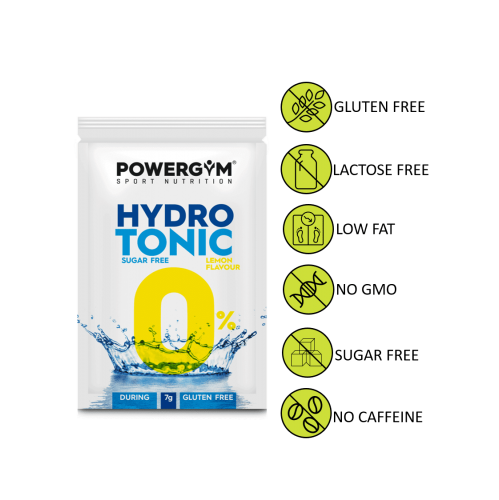 POWERGYM®
SPORT NUTRITION
HYDRO
TONIC
SUGAR FREE
LEMON
FLAVOUR
0%
DURING
7g
GLUTEN FREE
GLUTEN FREE
LACTOSE FREE
LOW FAT
NO GMO
SUGAR FREE
NO CAFFEINE